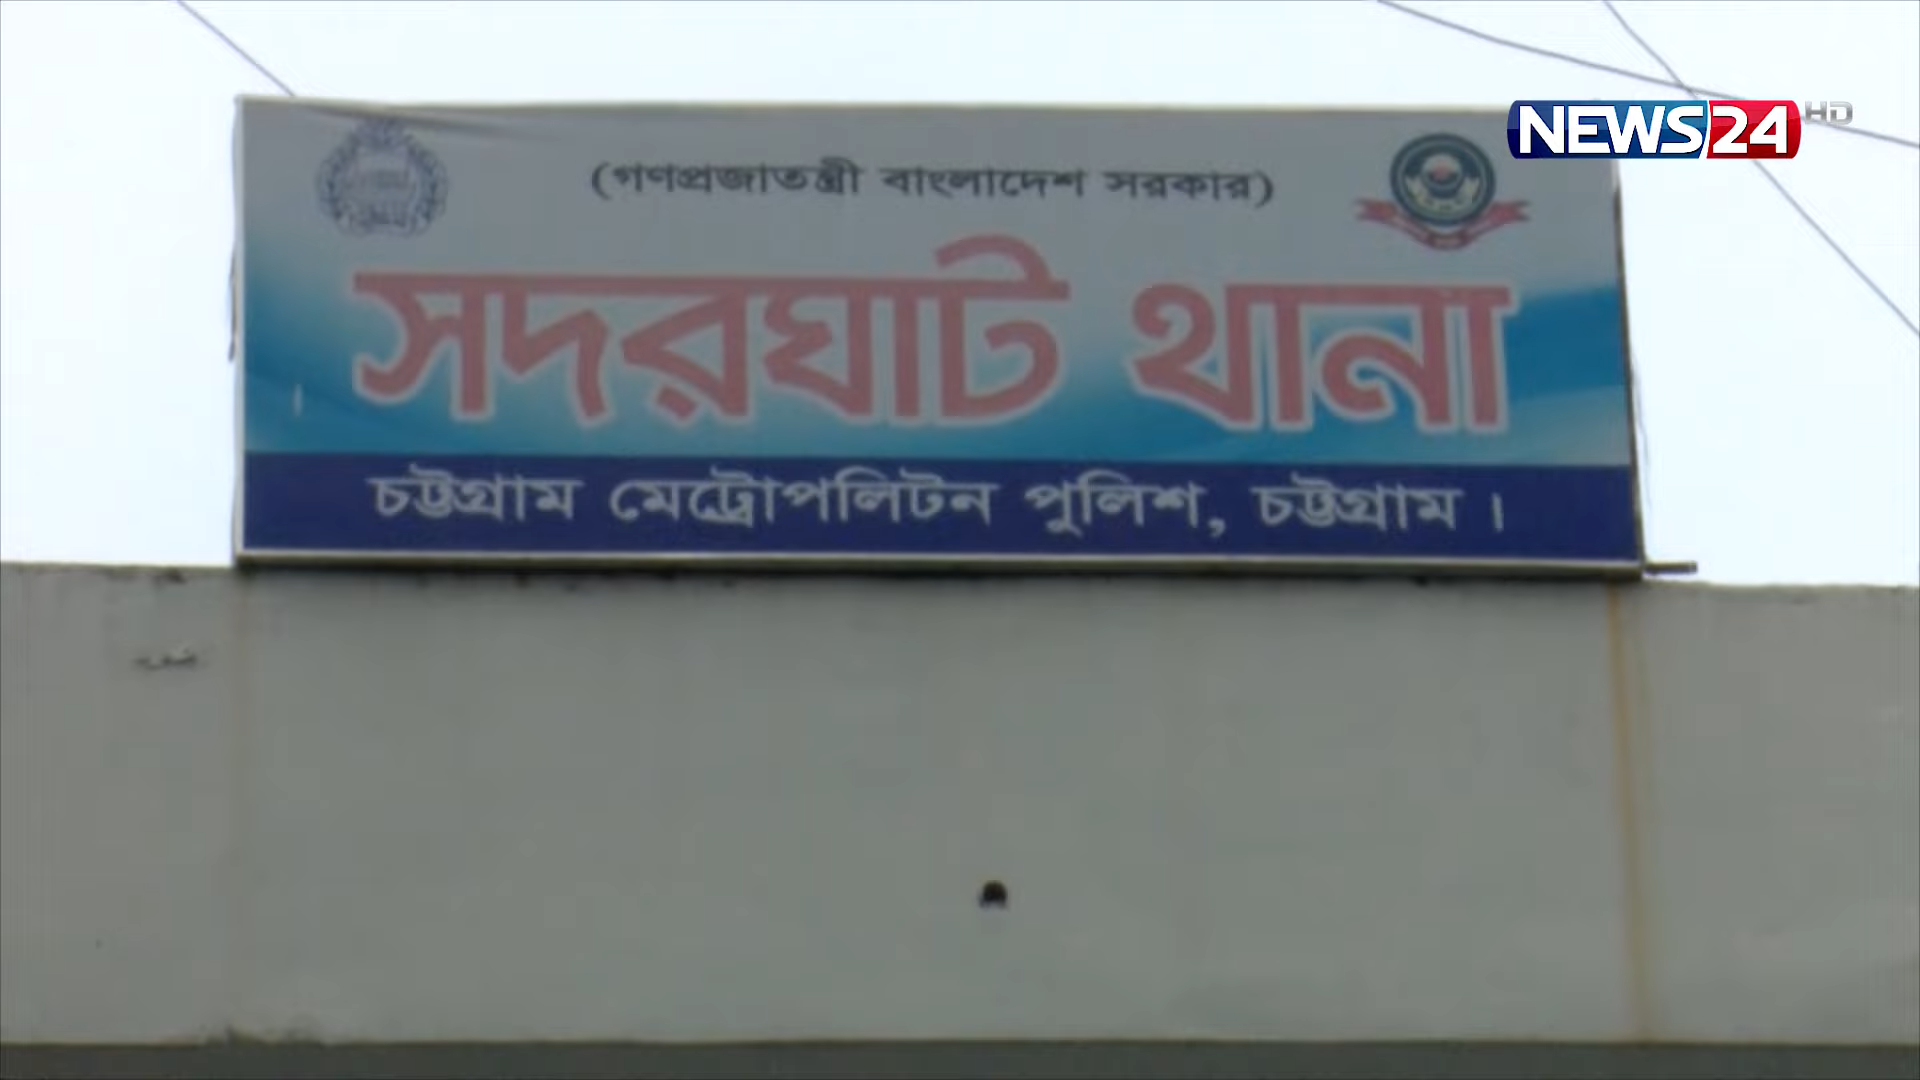 NEWS24 HD
(গণপ্রজাতন্ত্রী বাংলাদেশ সরকার)
সদরঘাট থানা
চট্টগ্রাম মেট্রোপলিটন পুলিশ, চট্টগ্রাম।